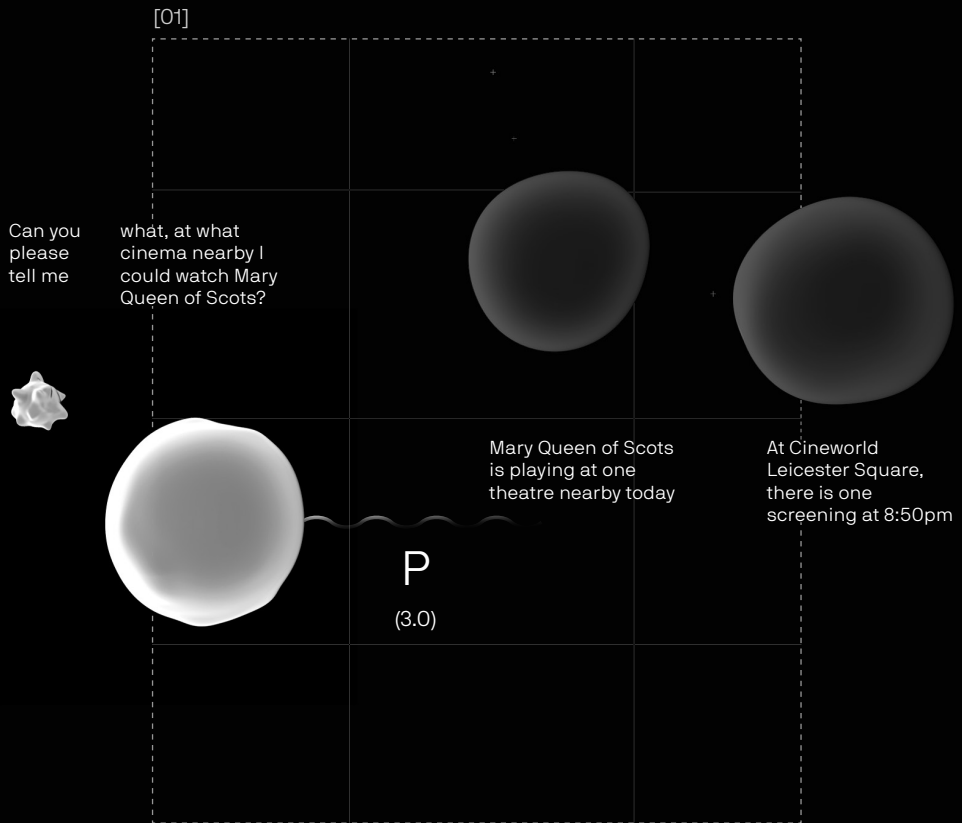 [01]
Can you
please
tell me
what, at what
cinema nearby I
could watch Mary
Queen of Scots?
Mary Queen of Scots
is playing at one
theatre nearby today
At Cineworld
Leicester Square,
there is one
screening at 8:50pm
P
(3.0)